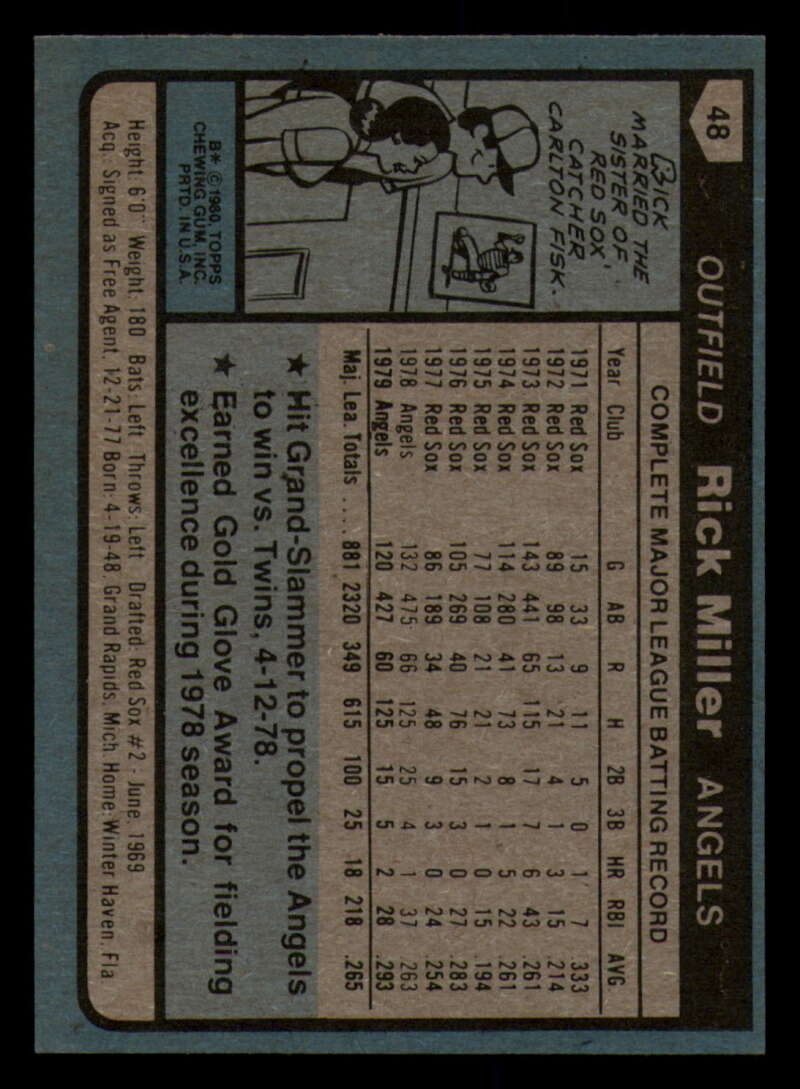 48
OUTFIELD Rick Miller ANGELS
RICK
MARRIED THE
SISTER OF
RED SOX'
CATCHER
CARLTON FISK.
B* ©1980 TOPPS
CHEWING GUM, INC.
PRTD. IN U.S.A.
COMPLETE MAJOR LEAGUE BATTING RECORD
Year Club G AB R H 2B 3B HR RBI AVG
1971 Red Sox 15 33 9 11 5 0 1 7 .333
1972 Red Sox 89 98 13 21 4 1 3 15 .214
1973 Red Sox 143 441 65 115 17 7 6 43 .261
1974 Red Sox 114 280 41 73 8 1 5 22 .261
1975 Red Sox 77 108 21 21 2 1 0 15 .194
1976 Red Sox 105 269 40 76 15 3 0 27 .283
1977 Red Sox 86 189 34 48 9 3 0 24 .254
1978 Angels 132 475 66 125 25 4 1 37 .263
1979 Angels 120 427 60 125 15 5 2 28 .293
Maj. Lea. Totals .... 881 2320 349 615 100 25 18 218 .265
★ Hit Grand-Slammer to propel the Angels
to win vs. Twins, 4-12-78.
★ Earned Gold Glove Award for fielding
excellence during 1978 season.
Height: 6'0" Weight: 180 Bats: Left Throws: Left Drafted: Red Sox #2 - June, 1969
Acq: Signed as Free Agent, 12-21-77 Born: 4-19-48, Grand Rapids, Mich. Home: Winter Haven, Fla.